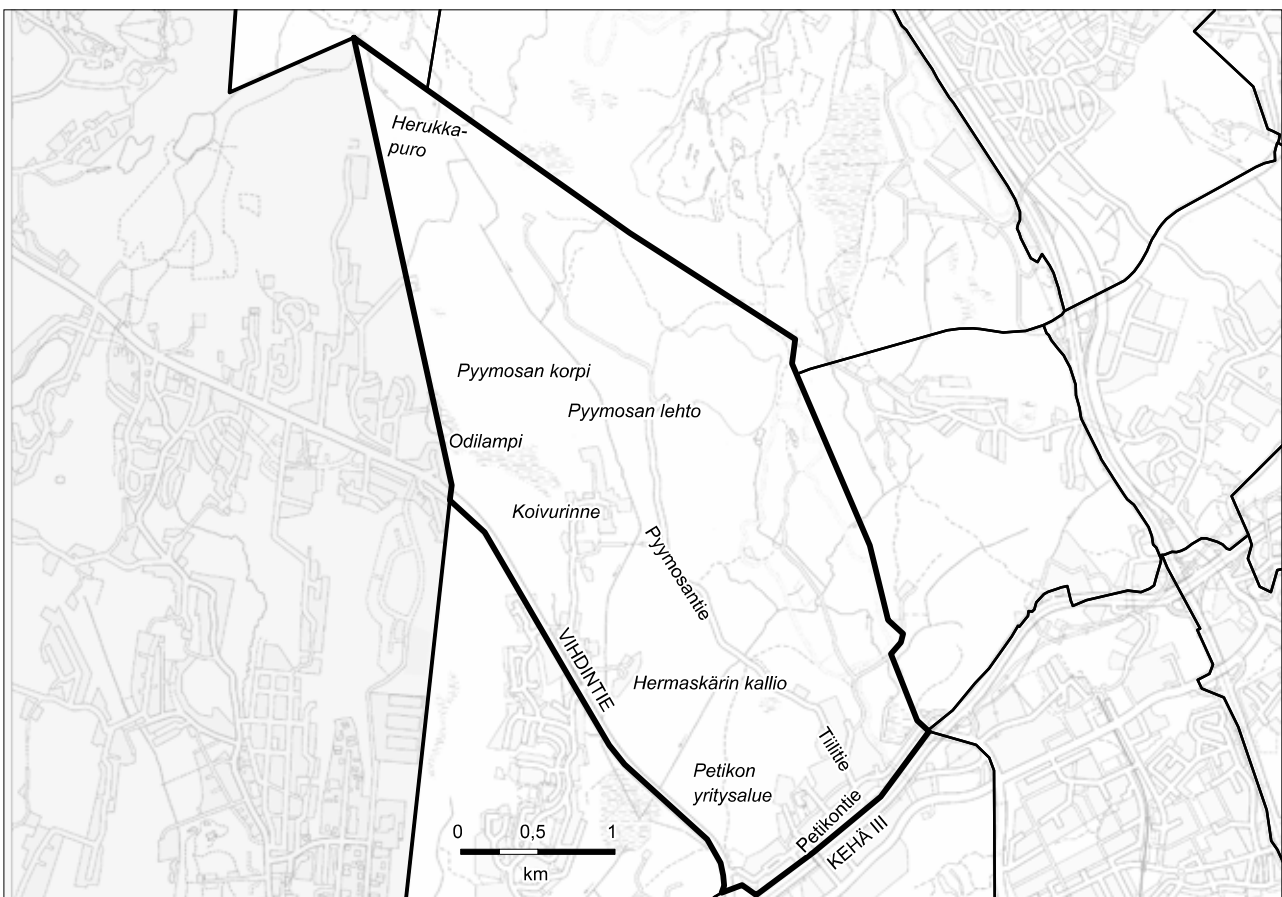 Herukka-
puro
Pyymosan korpi
Pyymosan lehto
Odilampi
Koivurinne
Pyymosantie
VIHDINTIE
Hermaskärin kallio
Tiilitie
Petikon
yritysalue
Petikontie
KEHÄ III
0 0,5 1
km